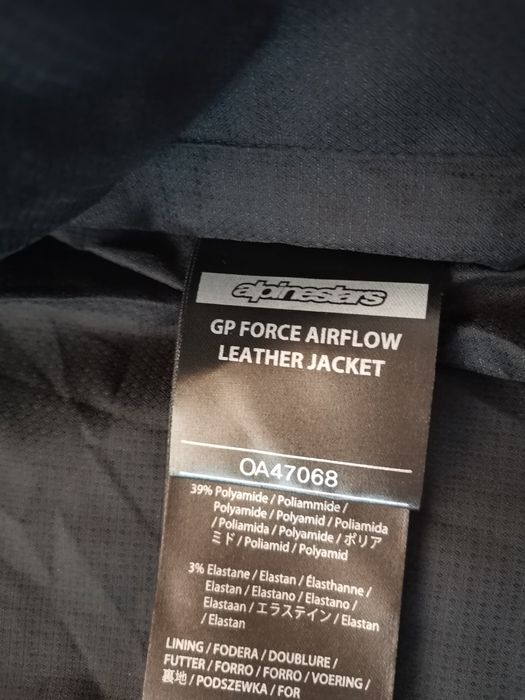 alpinestars
GP FORCE AIRFLOW
LEATHER JACKET
OA47068
39% Polyamide / Poliammide /
Polyamide / Polyamid / Poliamida
/ Poliamida / Polyamide / ポリア
ミド / Poliamid / Polyamid
3% Elastane / Elastan / Élasthanne /
Elastan / Elastano / Elastano /
Elastaan / エラステイン / Elastan
/ Elastan
LINING / FODERA / DOUBLURE /
FUTTER / FORRO / FORRO / VOERING /
裏地 / PODSZEWKA / FOR